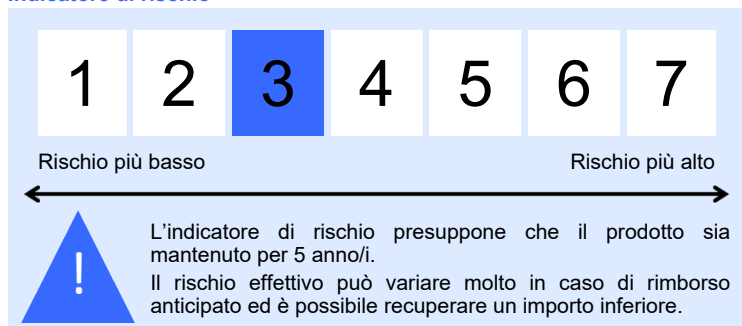 1 2 3 4 5 6 7
Rischio più basso Rischio più alto
! L'indicatore di rischio presuppone che il prodotto sia
mantenuto per 5 anno/i.
Il rischio effettivo può variare molto in caso di rimborso
anticipato ed è possibile recuperare un importo inferiore.